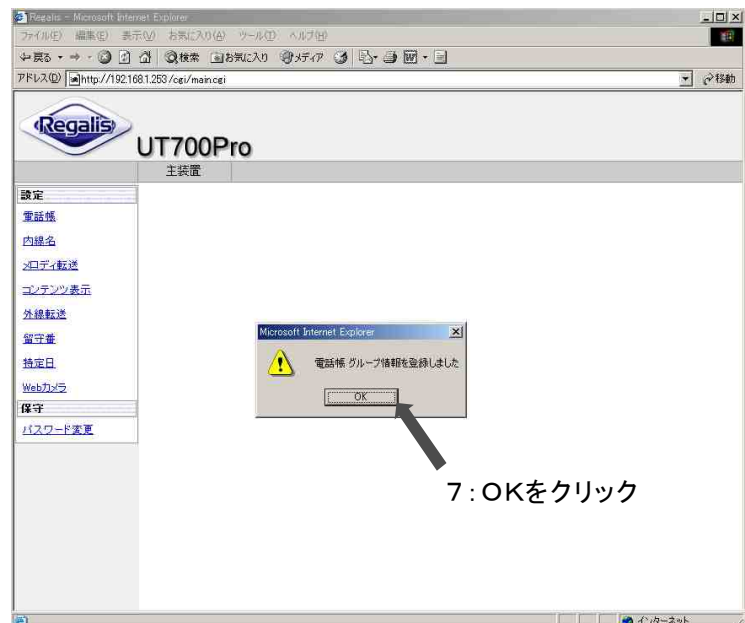 Regalis - Microsoft Internet Explorer
ファイル(F) 編集(E) 表示(V) お気に入り(A) ツール(T) ヘルプ(H)
戻る 検索 お気に入り メディア
アドレス(D) http://192.168.1.253/cgi/main.cgi 移動
Regalis
UT700Pro
主装置
設定
電話帳
内線名
メロディ転送
コンテンツ表示
外線転送
留守番
特定日
Webカメラ
保守
パスワード変更
Microsoft Internet Explorer
電話帳 グループ情報を登録しました
OK
7:OKをクリック
インターネット